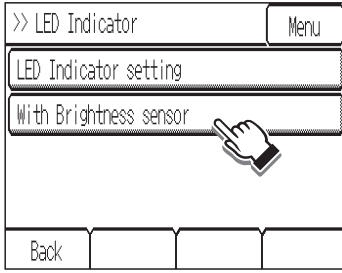 >> LED Indicator
Menu
LED Indicator setting
With Brightness sensor
Back